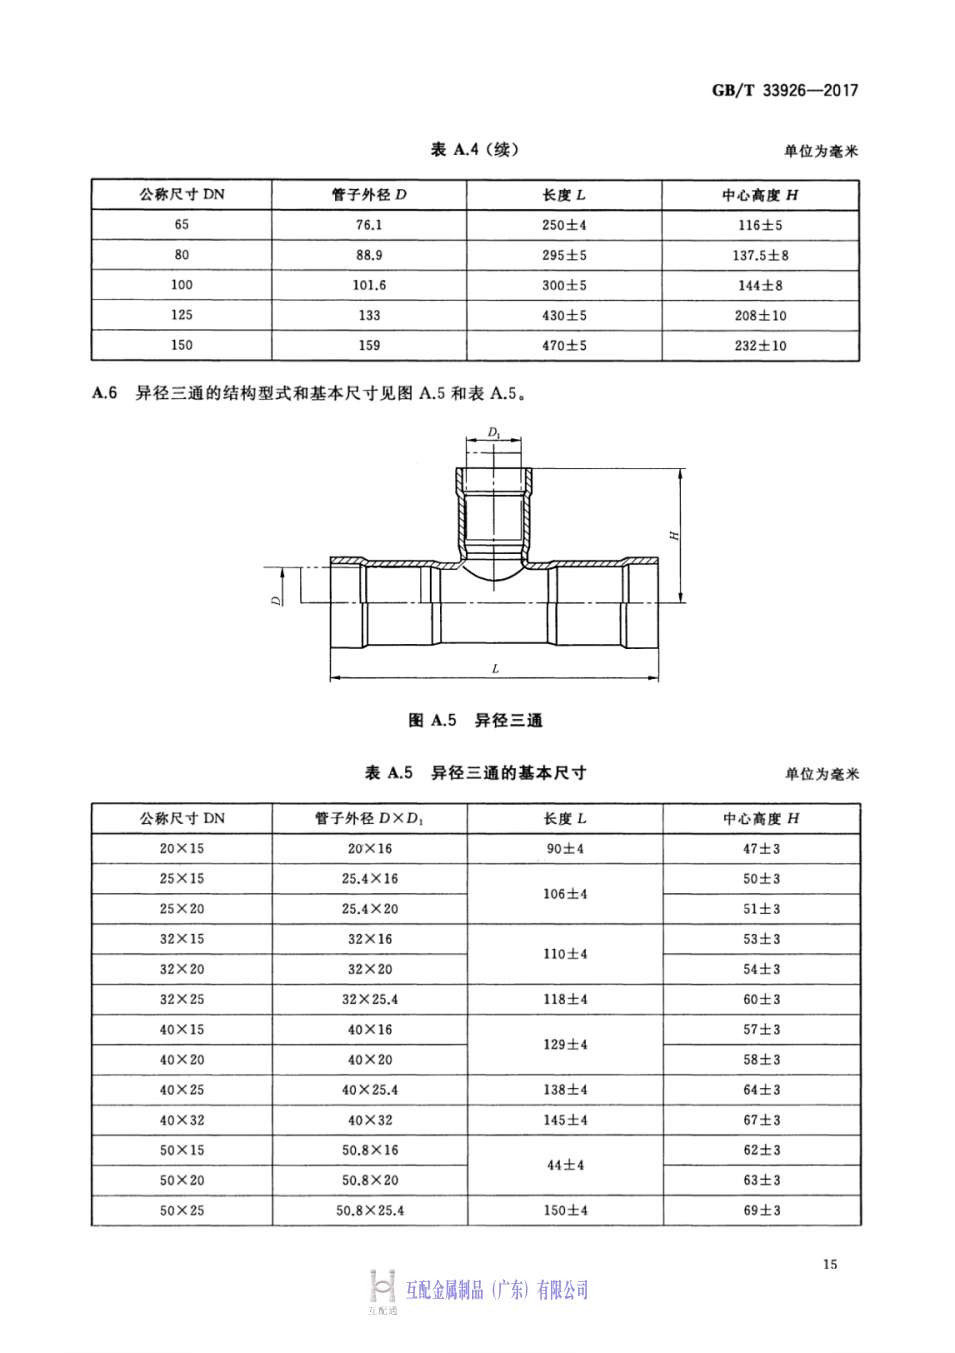 GB/T 33926—2017
表 A.4（续） 单位为毫米
公称尺寸 DN 管子外径 D 长度 L 中心高度 H
65 76.1 250±4 116±5
80 88.9 295±5 137.5±8
100 101.6 300±5 144±8
125 133 430±5 208±10
150 159 470±5 232±10
A.6 异径三通的结构型式和基本尺寸见图 A.5 和表 A.5。
D₁
H
D
L
图 A.5 异径三通
表 A.5 异径三通的基本尺寸 单位为毫米
公称尺寸 DN 管子外径 D×D₁ 长度 L 中心高度 H
20×15 20×16 90±4 47±3
25×15 25.4×16 106±4 50±3
25×20 25.4×20 51±3
32×15 32×16 110±4 53±3
32×20 32×20 54±3
32×25 32×25.4 118±4 60±3
40×15 40×16 129±4 57±3
40×20 40×20 58±3
40×25 40×25.4 138±4 64±3
40×32 40×32 145±4 67±3
50×15 50.8×16 44±4 62±3
50×20 50.8×20 63±3
50×25 50.8×25.4 150±4 69±3
15
互配金属制品（广东）有限公司
互配通